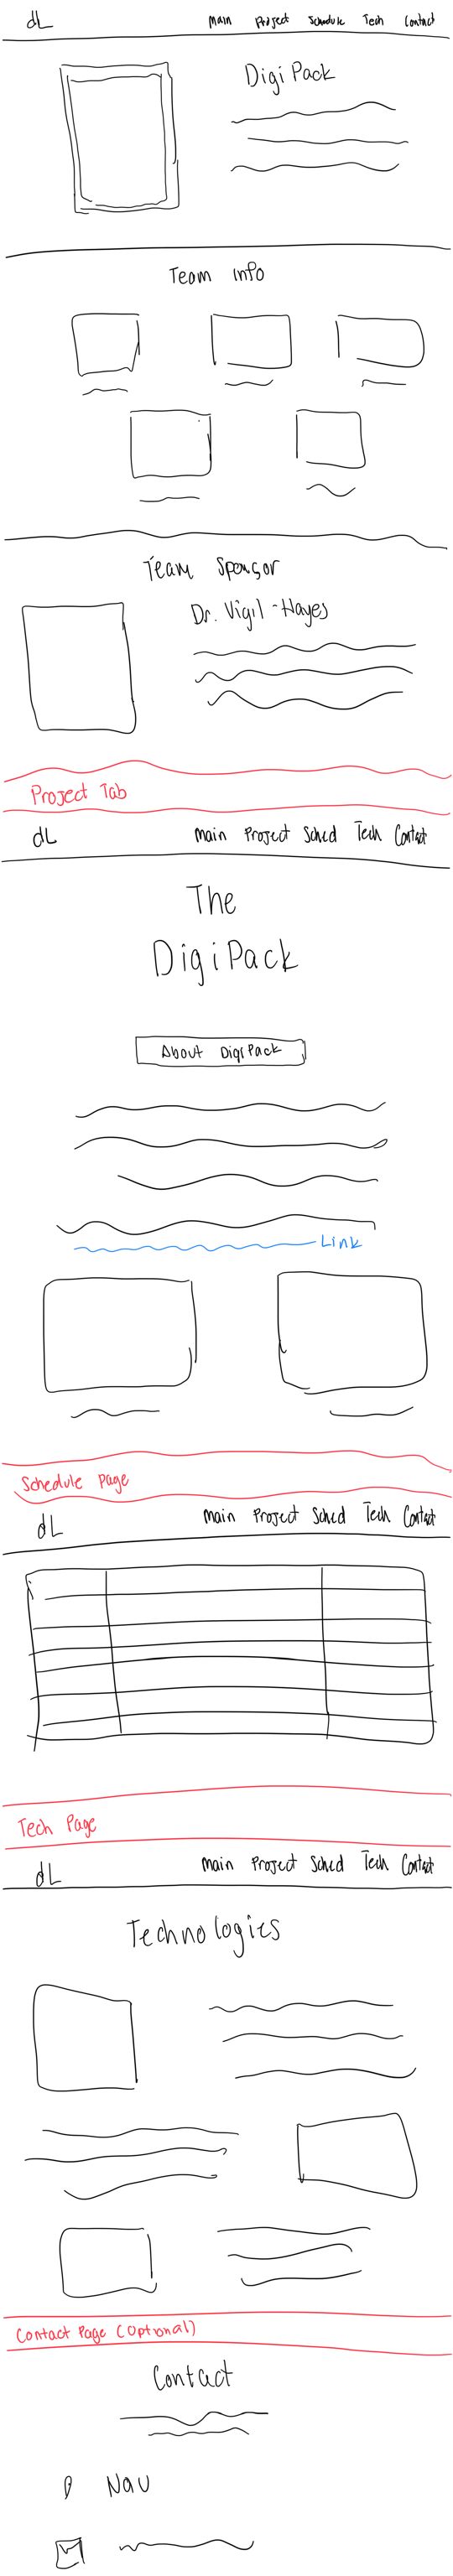 dL Main Project Schedule Tech Contact
DigiPack
Team Info
Team Sponsor
Dr. Vigil-Hayes
Project Tab
dL Main Project Sched Tech Contact
The
DigiPack
About DigiPack
Link
Schedule Page
dL Main Project Sched Tech Contact
Tech Page
dL Main Project Sched Tech Contact
Technologies
Contact Page (Optional)
Contact
NAU